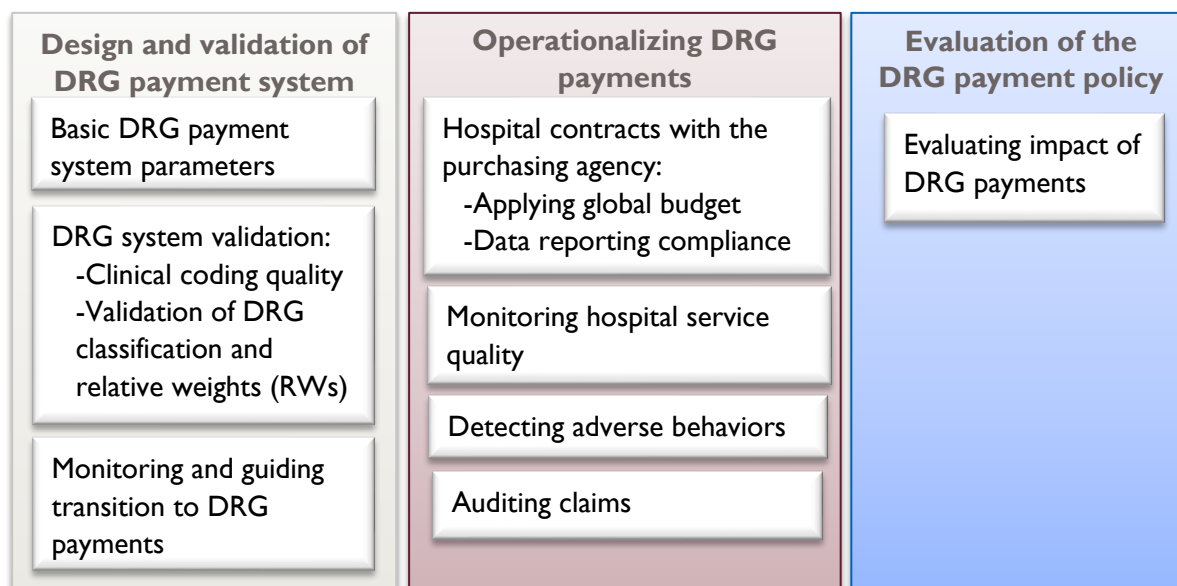 Design and validation of
DRG payment system
Basic DRG payment
system parameters
DRG system validation:
-Clinical coding quality
-Validation of DRG
classification and
relative weights (RWs)
Monitoring and guiding
transition to DRG
payments
Operationalizing DRG
payments
Hospital contracts with the
purchasing agency:
-Applying global budget
-Data reporting compliance
Monitoring hospital service
quality
Detecting adverse behaviors
Auditing claims
Evaluation of the
DRG payment policy
Evaluating impact of
DRG payments